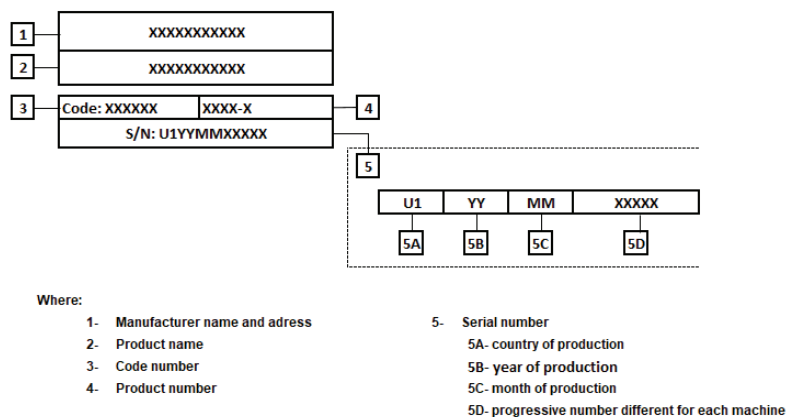 1 XXXXXXXXXXX
2 XXXXXXXXXXX
3 Code: XXXXXX XXXX-X 4
S/N: U1YYMMXXXXX
5
U1 YY MM XXXXX
5A 5B 5C 5D
Where:
1- Manufacturer name and adress
2- Product name
3- Code number
4- Product number
5- Serial number
5A- country of production
5B- year of production
5C- month of production
5D- progressive number different for each machine